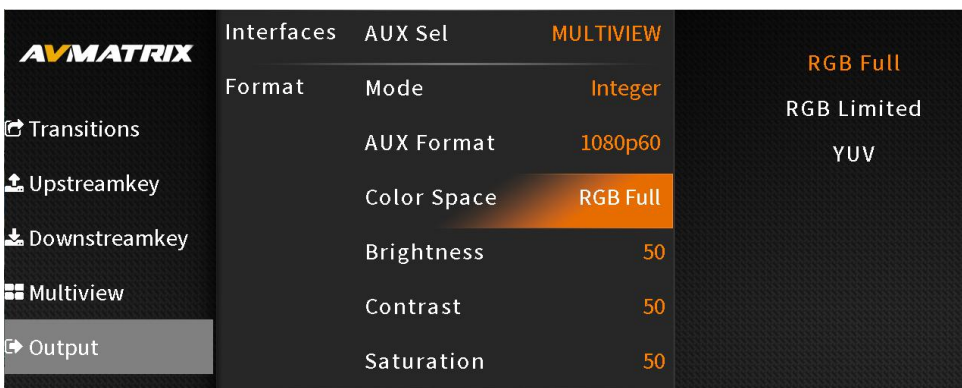 AVMATRIX
Transitions
Upstreamkey
Downstreamkey
Multiview
Output
Interfaces AUX Sel MULTIVIEW
Format Mode Integer
AUX Format 1080p60
Color Space RGB Full
Brightness 50
Contrast 50
Saturation 50
RGB Full
RGB Limited
YUV